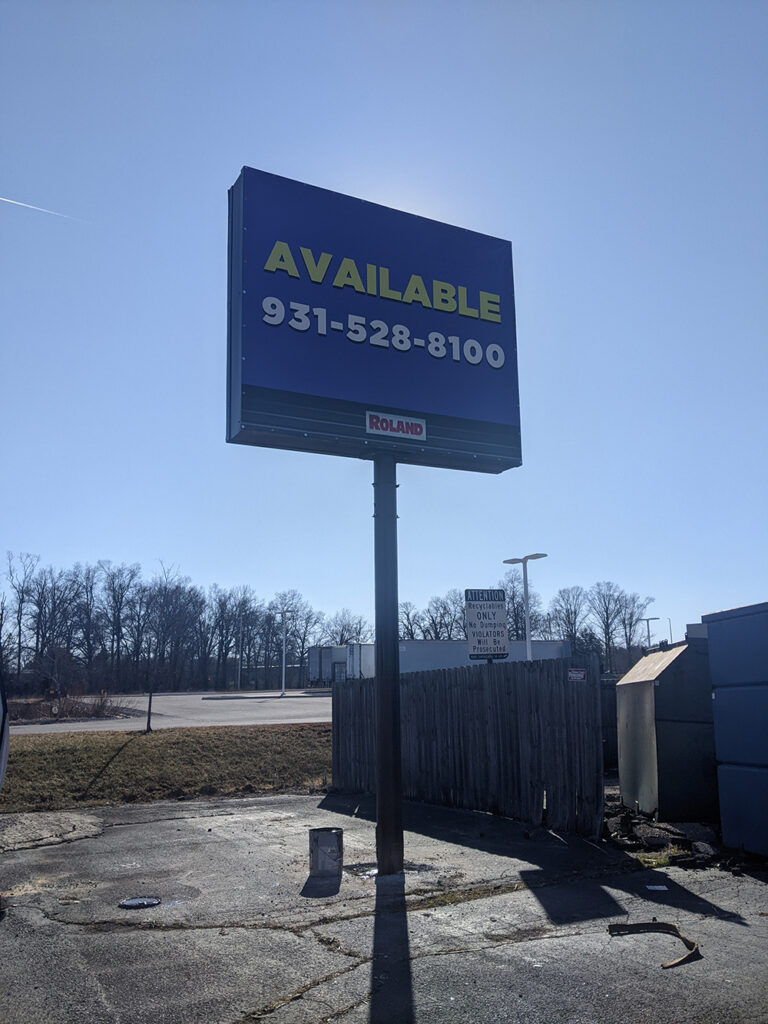 AVAILABLE
931-528-8100
ROLAND
ATTENTION
Recyclables
ONLY
No Dumping
VIOLATORS
Will Be
Prosecuted